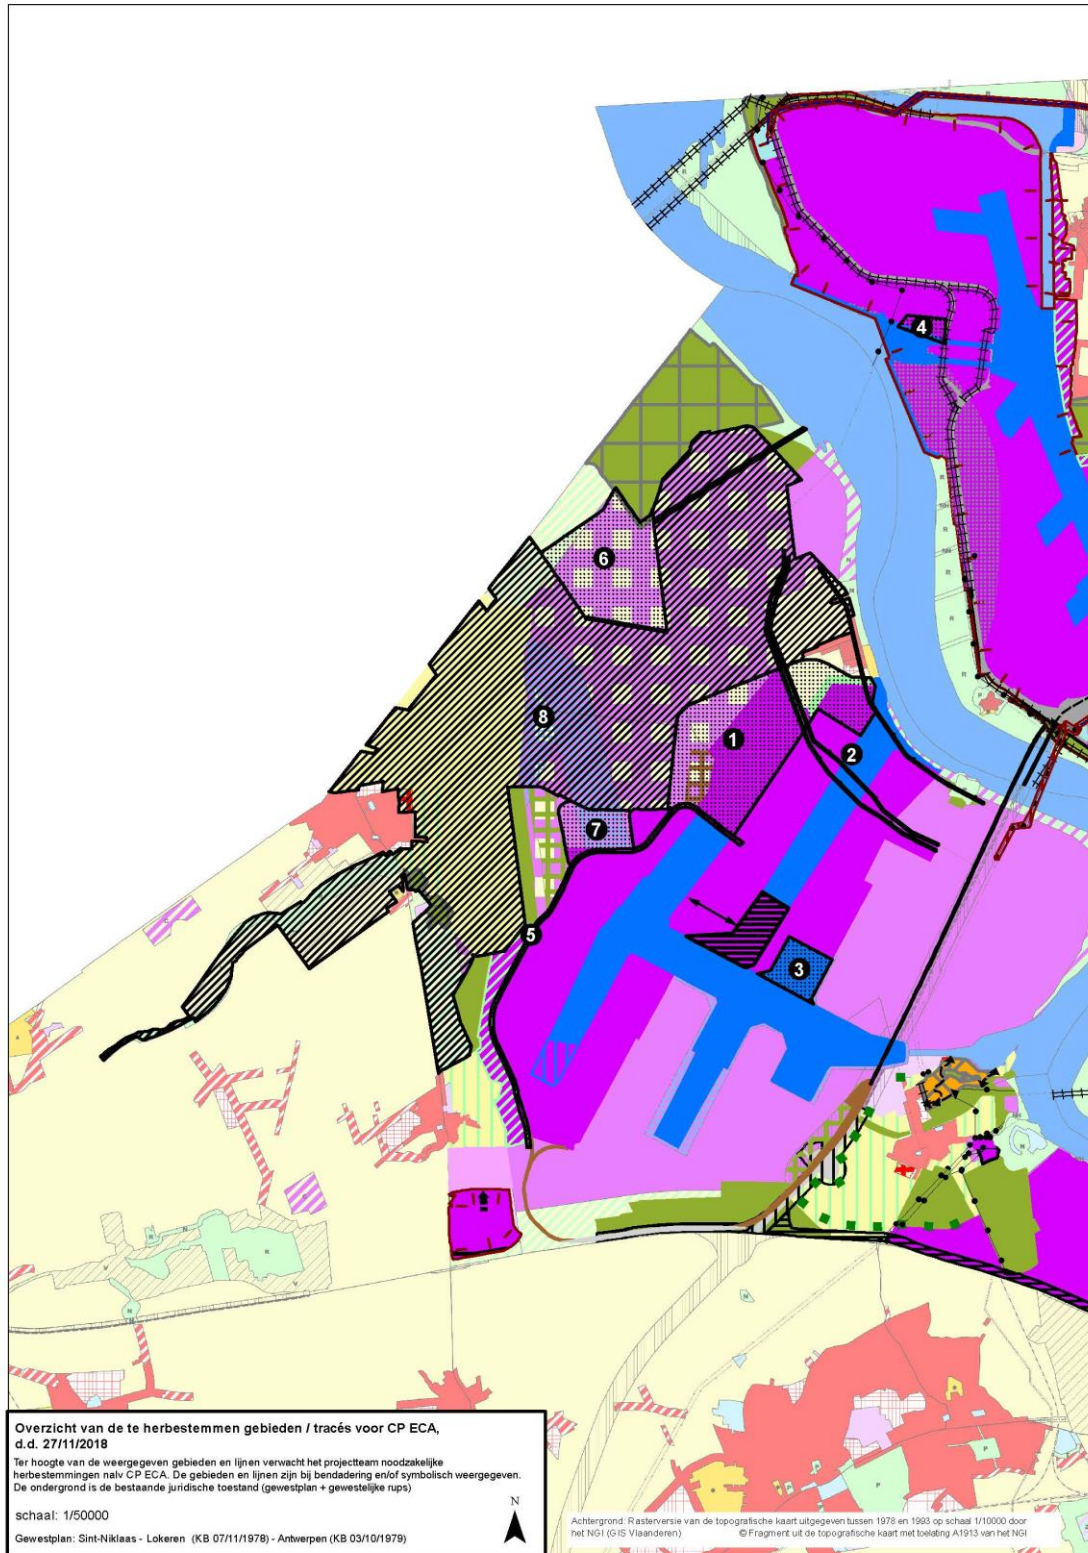 4
6
8
1
2
7
5
3
Overzicht van de te herbestemmen gebieden / tracés voor CP ECA,
d.d. 27/11/2018
Ter hoogte van de weergegeven gebieden en lijnen verwacht het projectteam noodzakelijke
herbestemmingen nalv CP ECA. De gebieden en lijnen zijn bij bendadering en/of symbolisch weergegeven.
De ondergrond is de bestaande juridische toestand (gewestplan + gewestelijke rups)
schaal: 1/50000
N
Gewestplan: Sint-Niklaas - Lokeren (KB 07/11/1978) - Antwerpen (KB 03/10/1979)
Achtergrond: Rasterversie van de topografische kaart uitgegeven tussen 1978 en 1993 op schaal 1/10000 door
het NGI (GIS Vlaanderen) © Fragment uit de topografische kaart met toelating A1913 van het NGI